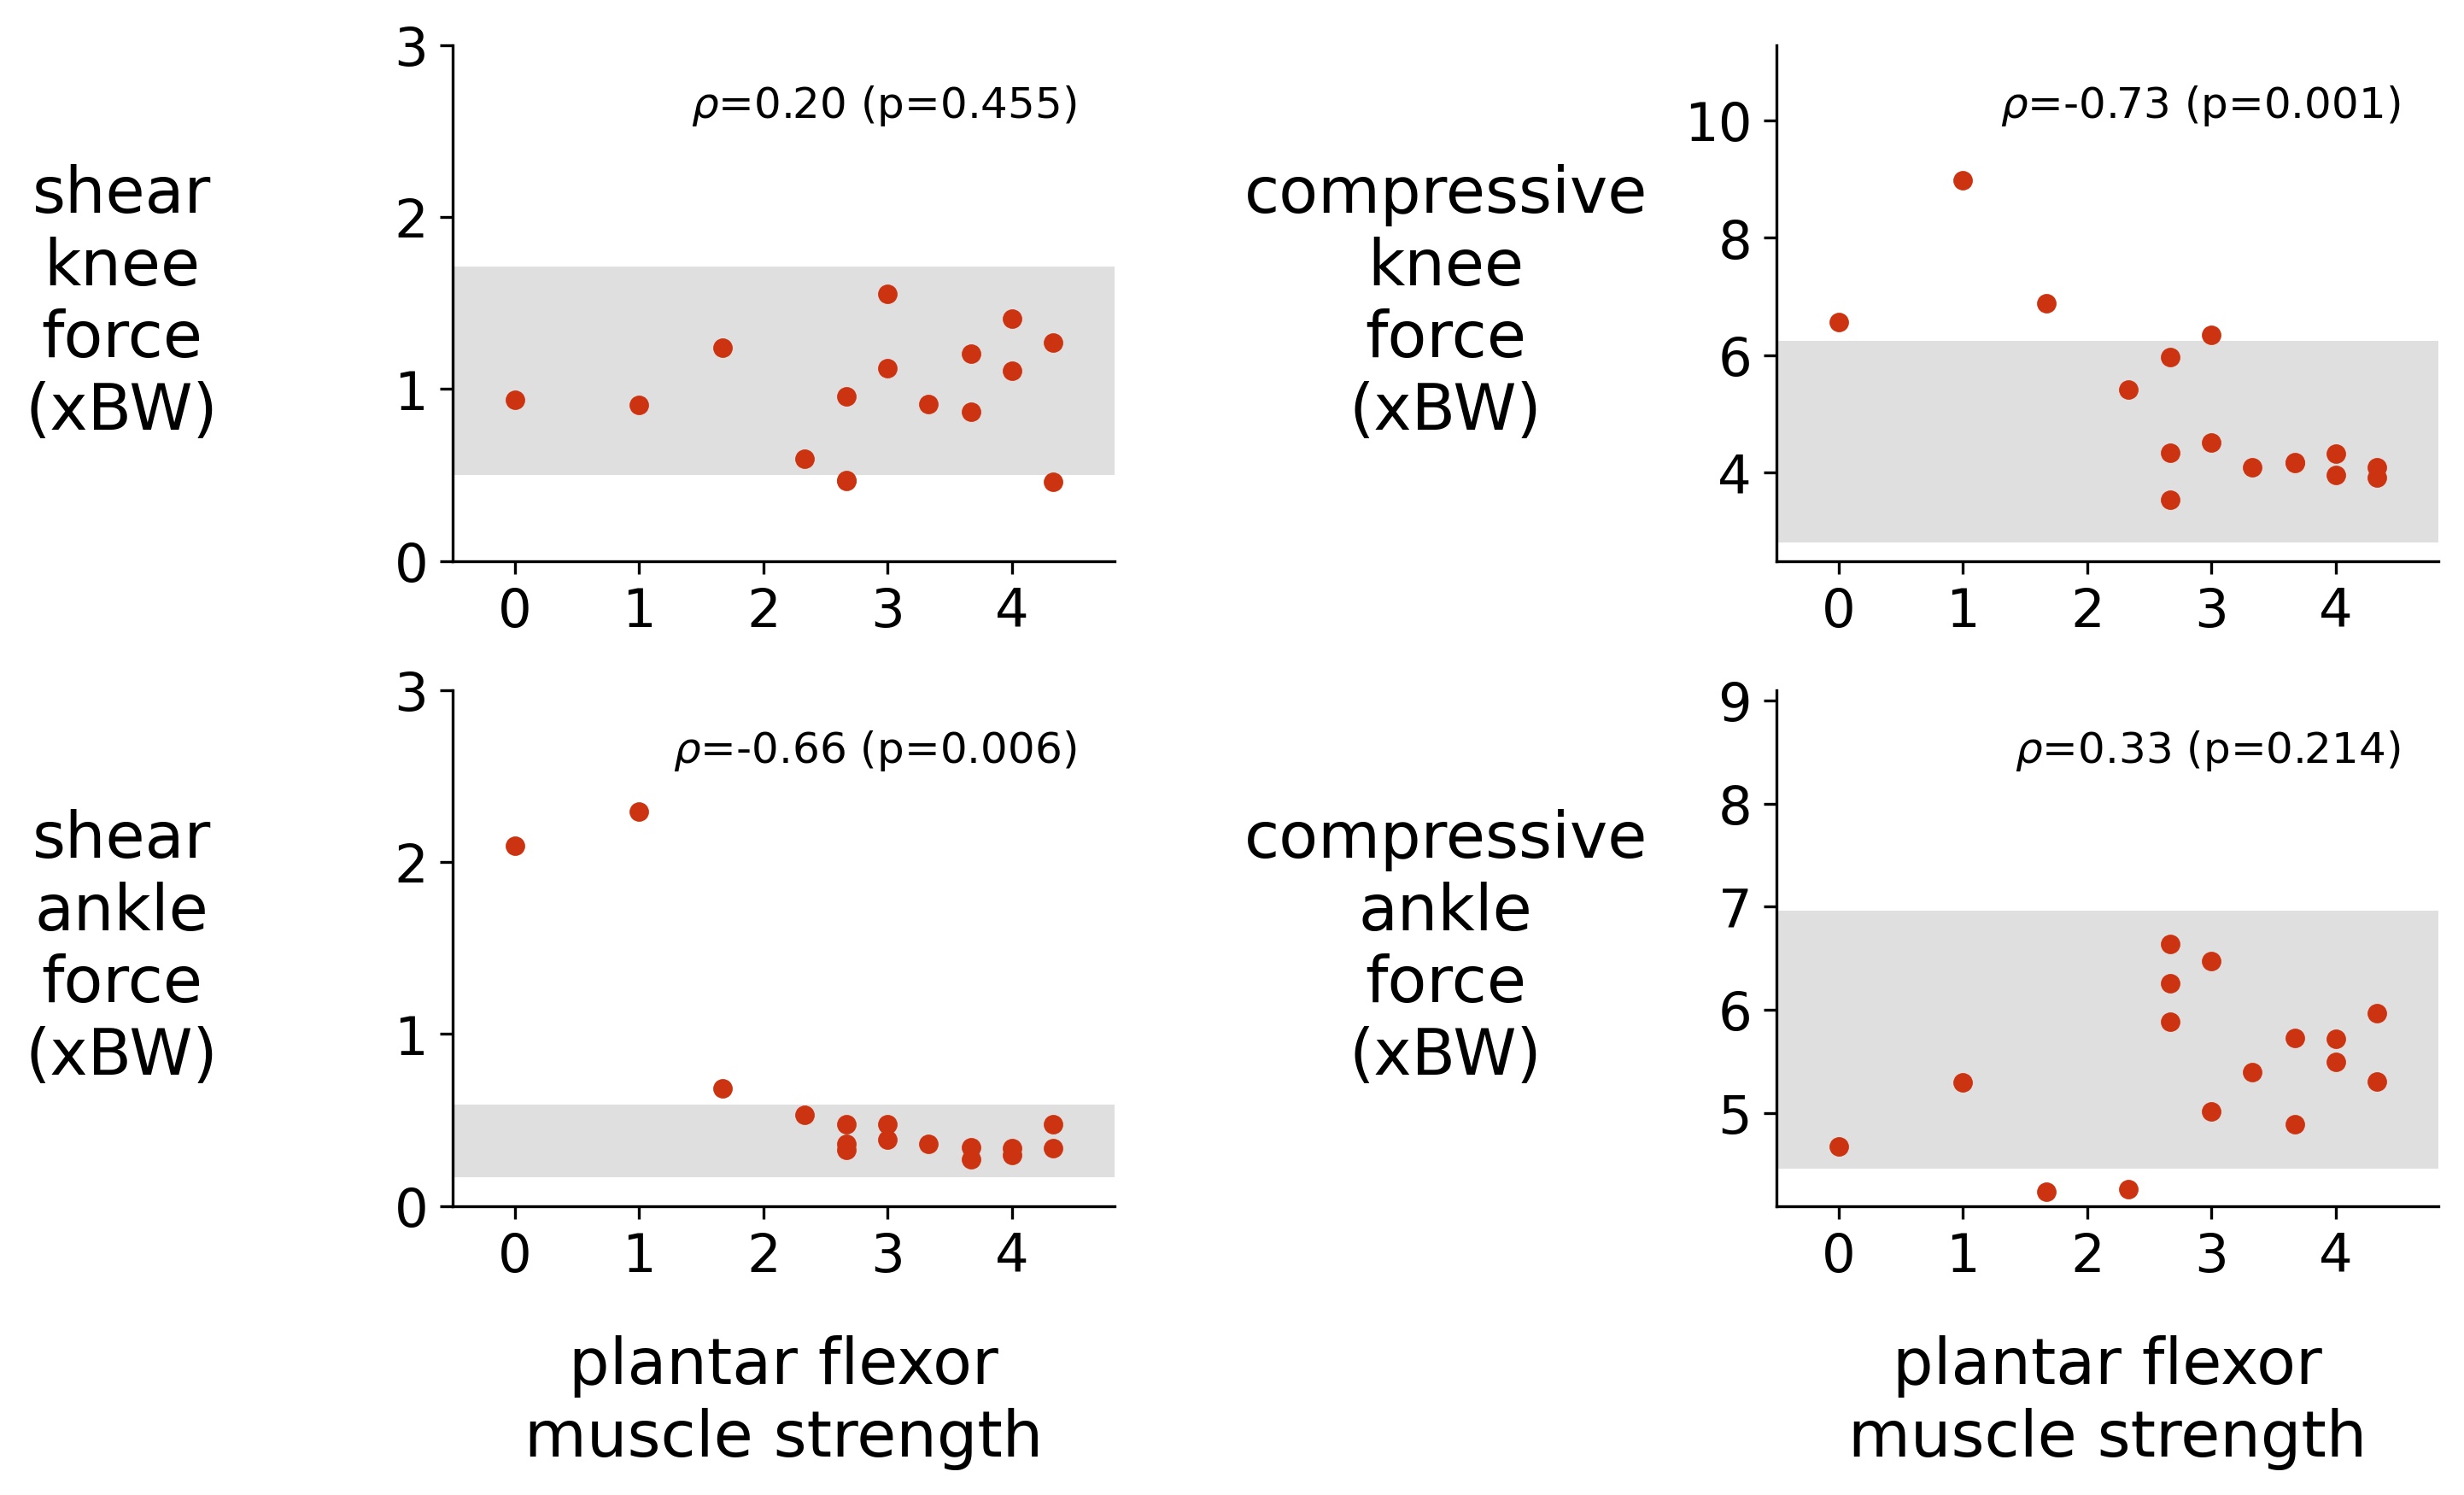 shear
knee
force
(xBW)
3
2
1
0
ρ=0.20 (p=0.455)
0 1 2 3 4
compressive
knee
force
(xBW)
10
8
6
4
ρ=-0.73 (p=0.001)
0 1 2 3 4
shear
ankle
force
(xBW)
3
2
1
0
ρ=-0.66 (p=0.006)
0 1 2 3 4
plantar flexor
muscle strength
compressive
ankle
force
(xBW)
9
8
7
6
5
ρ=0.33 (p=0.214)
0 1 2 3 4
plantar flexor
muscle strength